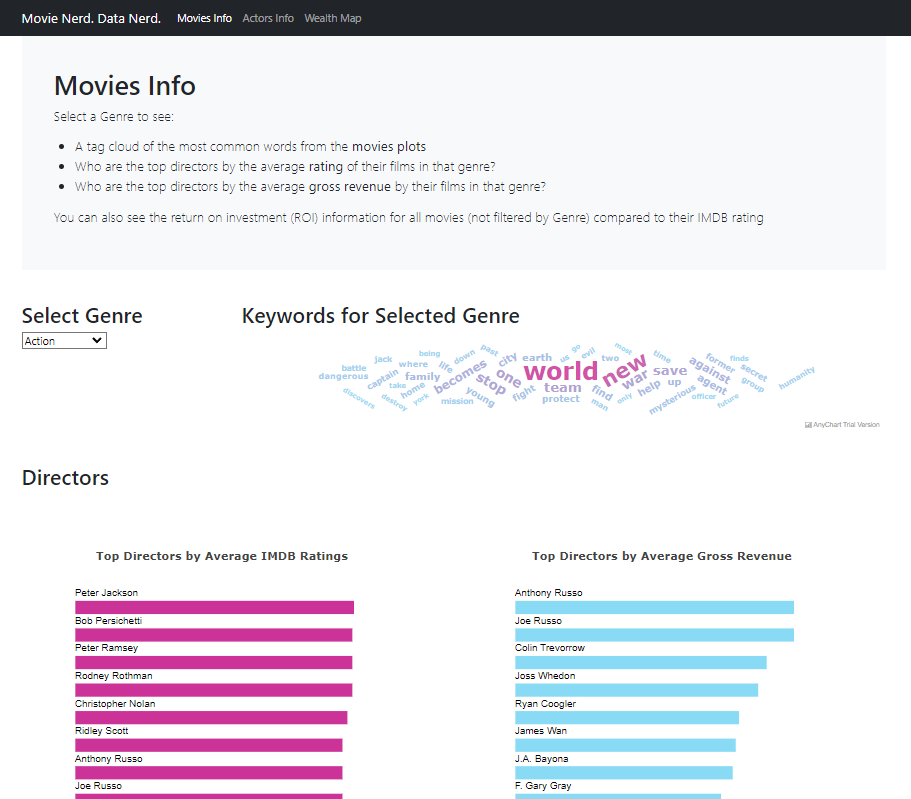 Movie Nerd. Data Nerd. Movies Info Actors Info Wealth Map
Movies Info
Select a Genre to see:
A tag cloud of the most common words from the movies plots
Who are the top directors by the average rating of their films in that genre?
Who are the top directors by the average gross revenue by their films in that genre?
You can also see the return on investment (ROI) information for all movies (not filtered by Genre) compared to their IMDB rating
Select Genre
Action
Keywords for Selected Genre
being
past
go
most
jack
down
us
evil
time
former
finds
battle
where
life
city
earth
two
against
secret
dangerous
captain
family
becomes
one
world
new
save
group
humanity
take
home
stop
team
find
war
help
up
agent
discovers
destroy
york
mission
young
fight
protect
man
only
mysterious
officer
future
AnyChart Trial Version
Directors
Top Directors by Average IMDB Ratings
Peter Jackson
Bob Persichetti
Peter Ramsey
Rodney Rothman
Christopher Nolan
Ridley Scott
Anthony Russo
Joe Russo
Top Directors by Average Gross Revenue
Anthony Russo
Joe Russo
Colin Trevorrow
Joss Whedon
Ryan Coogler
James Wan
J.A. Bayona
F. Gary Gray